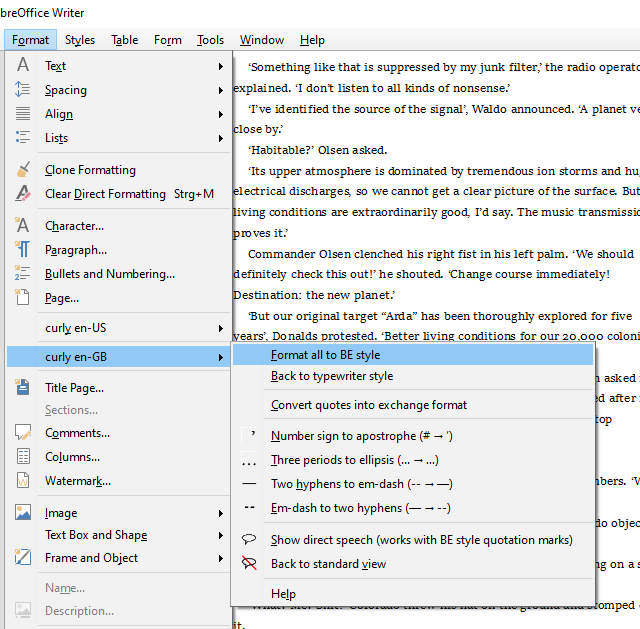 breOffice Writer
Format Styles Table Form Tools Window Help
Text
Spacing
Align
Lists
Clone Formatting
Clear Direct Formatting Strg+M
Character...
Paragraph...
Bullets and Numbering...
Page...
curly en-US
curly en-GB
Title Page...
Sections...
Comments...
Columns...
Watermark...
Image
Text Box and Shape
Frame and Object
Name...
Description...
Format all to BE style
Back to typewriter style
Convert quotes into exchange format
Number sign to apostrophe (# → ’)
Three periods to ellipsis (... → …)
Two hyphens to em-dash (-- → —)
Em-dash to two hyphens (— → --)
Show direct speech (works with BE style quotation marks)
Back to standard view
Help
‘Something like that is suppressed by my junk filter,’ the radio operato
explained. ‘I don’t listen to all kinds of nonsense.’
‘I’ve identified the source of the signal’, Waldo announced. ‘A planet ve
close by.’
‘Habitable?’ Olsen asked.
‘Its upper atmosphere is dominated by tremendous ion storms and hu
electrical discharges, so we cannot get a clear picture of the surface. But
living conditions are extraordinarily good, I’d say. The music transmissio
proves it.’
Commander Olsen clenched his right fist in his left palm. ‘We should
definitely check this out!’ he shouted. ‘Change course immediately!
Destination: the new planet.’
‘But our original target “Arda” has been thoroughly explored for five
years’, Donalds protested. ‘Better living conditions for our 20,000 coloni
asked
after
top
mbers.
do objec
ng on a s
it.